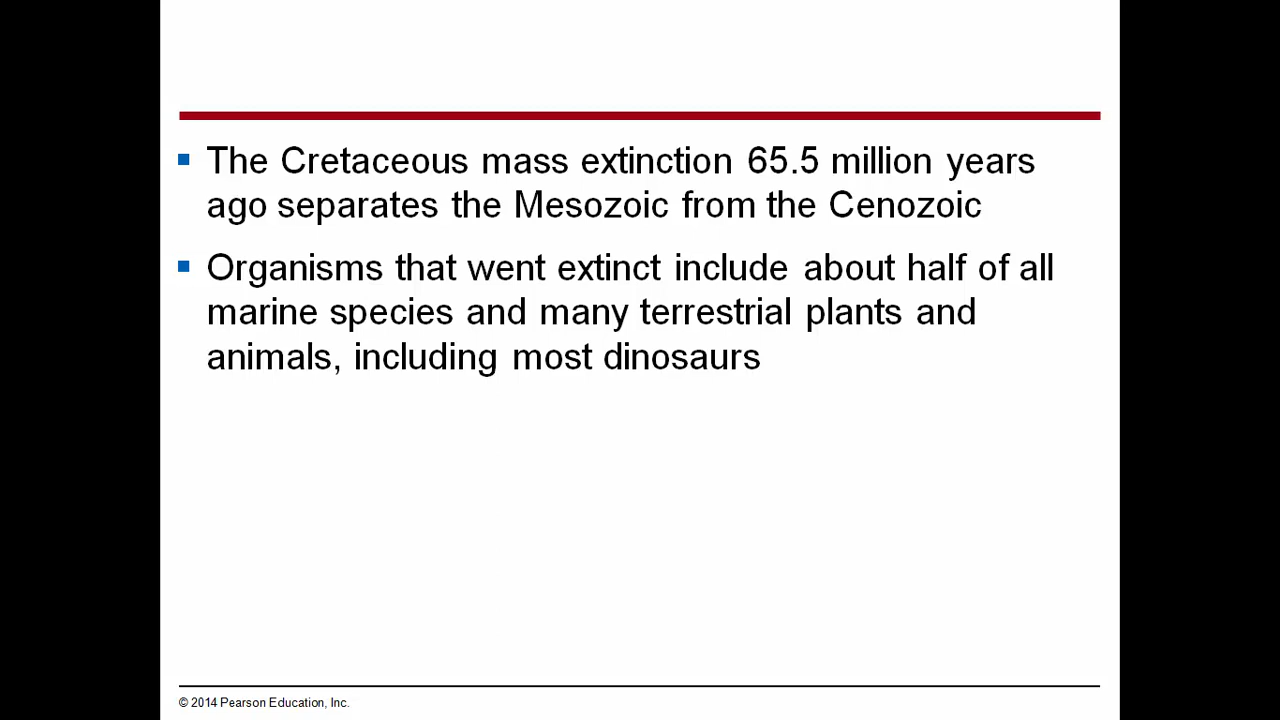 The Cretaceous mass extinction 65.5 million years
ago separates the Mesozoic from the Cenozoic
Organisms that went extinct include about half of all
marine species and many terrestrial plants and
animals, including most dinosaurs
© 2014 Pearson Education, Inc.